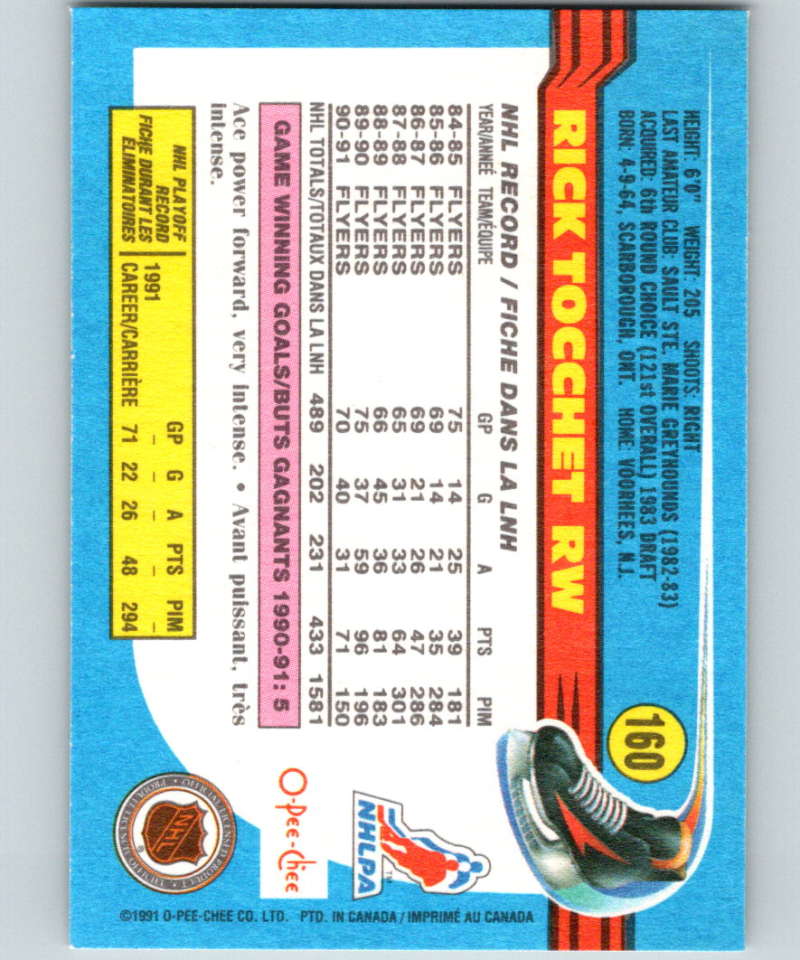 HEIGHT: 6'0" WEIGHT: 205 SHOOTS: RIGHT
LAST AMATEUR CLUB: SAULT STE. MARIE GREYHOUNDS (1982-83)
ACQUIRED: 6th ROUND CHOICE (121st OVERALL) 1983 DRAFT
BORN: 4-9-64, SCARBOROUGH, ONT. HOME: VOORHEES, N.J.
160
RICK TOCCHET RW
NHL RECORD / FICHE DANS LA LNH
YEAR/ANNÉE TEAM/ÉQUIPE GP G A PTS PIM
84-85 FLYERS 75 14 25 39 181
85-86 FLYERS 69 14 21 35 284
86-87 FLYERS 69 21 26 47 286
87-88 FLYERS 65 31 33 64 301
88-89 FLYERS 66 45 36 81 183
89-90 FLYERS 75 37 59 96 196
90-91 FLYERS 70 40 31 71 150
NHL TOTALS/TOTAUX DANS LA LNH 489 202 231 433 1581
GAME WINNING GOALS/BUTS GAGNANTS 1990-91: 5
Ace power forward, very intense. • Avant puissant, très
intense.
NHL PLAYOFF
RECORD
FICHE DURANT LES
ÉLIMINATOIRES
GP G A PTS PIM
1991 – – – – –
CAREER/CARRIÈRE 71 22 26 48 294
NHLPA
TM
O-Pee-Chee
NHL
®
OFFICIAL LICENSED PRODUCT • PRODUIT LICENCIÉ OFFICIEL •
©1991 O-PEE-CHEE CO. LTD. PTD. IN CANADA / IMPRIMÉ AU CANADA